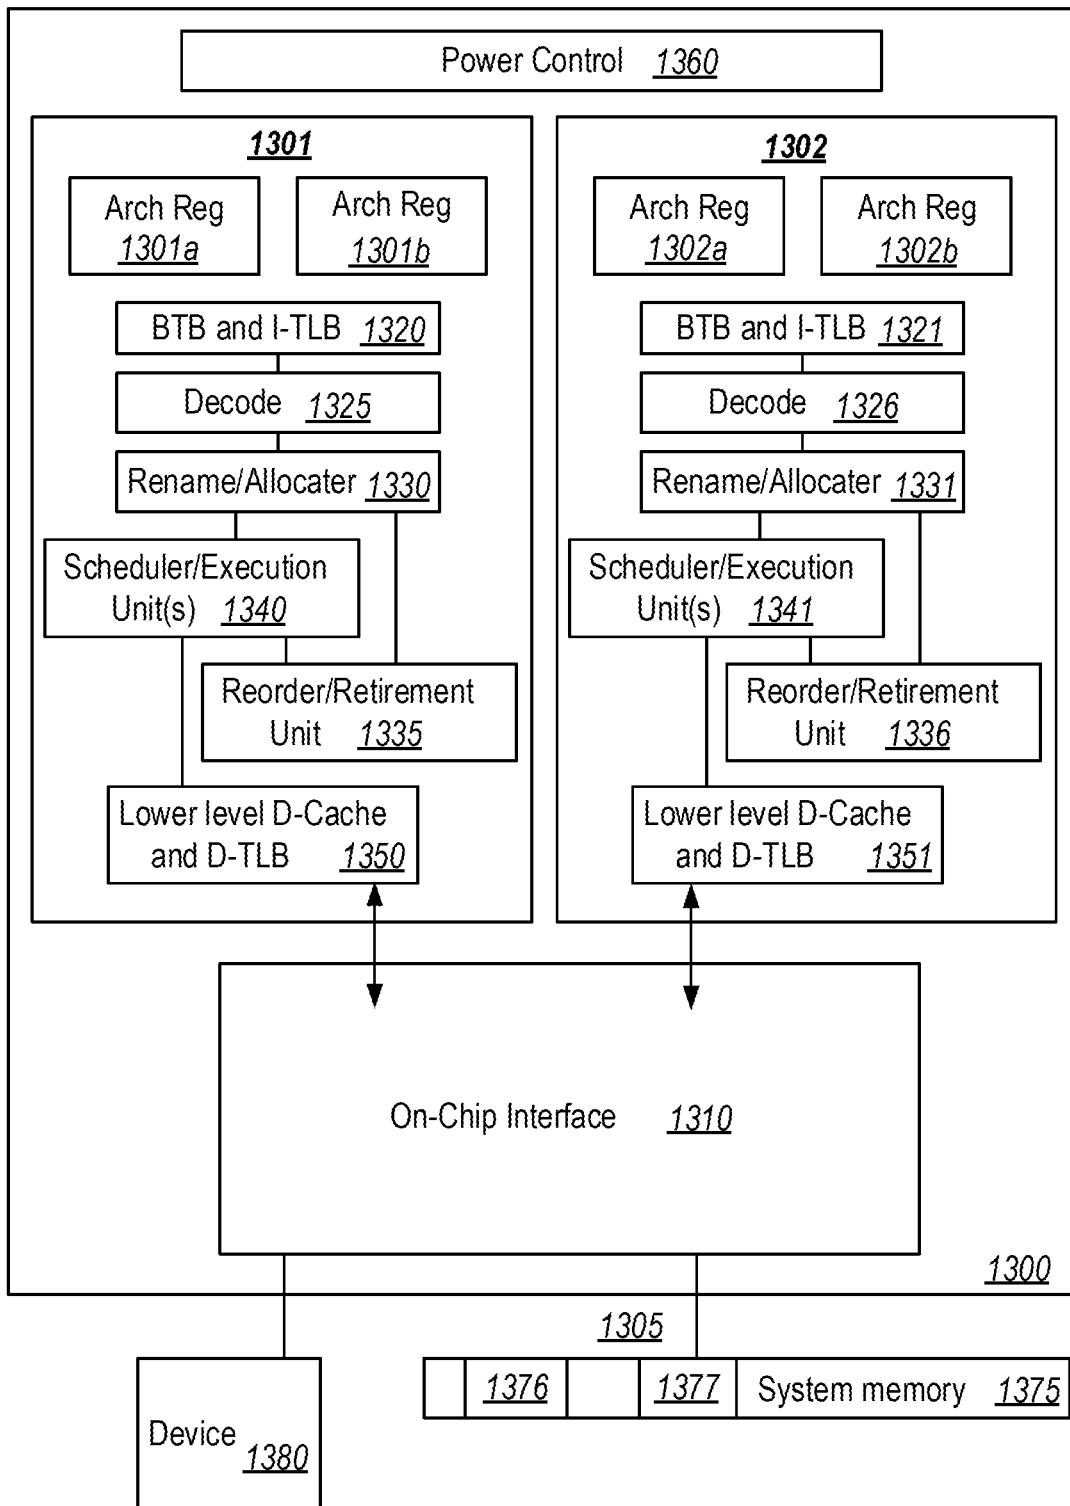 Power Control 1360
1301
Arch Reg
1301a
Arch Reg
1301b
BTB and I-TLB 1320
Decode 1325
Rename/Allocater 1330
Scheduler/Execution
Unit(s) 1340
Reorder/Retirement
Unit 1335
Lower level D-Cache
and D-TLB 1350
1302
Arch Reg
1302a
Arch Reg
1302b
BTB and I-TLB 1321
Decode 1326
Rename/Allocater 1331
Scheduler/Execution
Unit(s) 1341
Reorder/Retirement
Unit 1336
Lower level D-Cache
and D-TLB 1351
On-Chip Interface 1310
1300
1305
1376
1377
System memory 1375
Device 1380